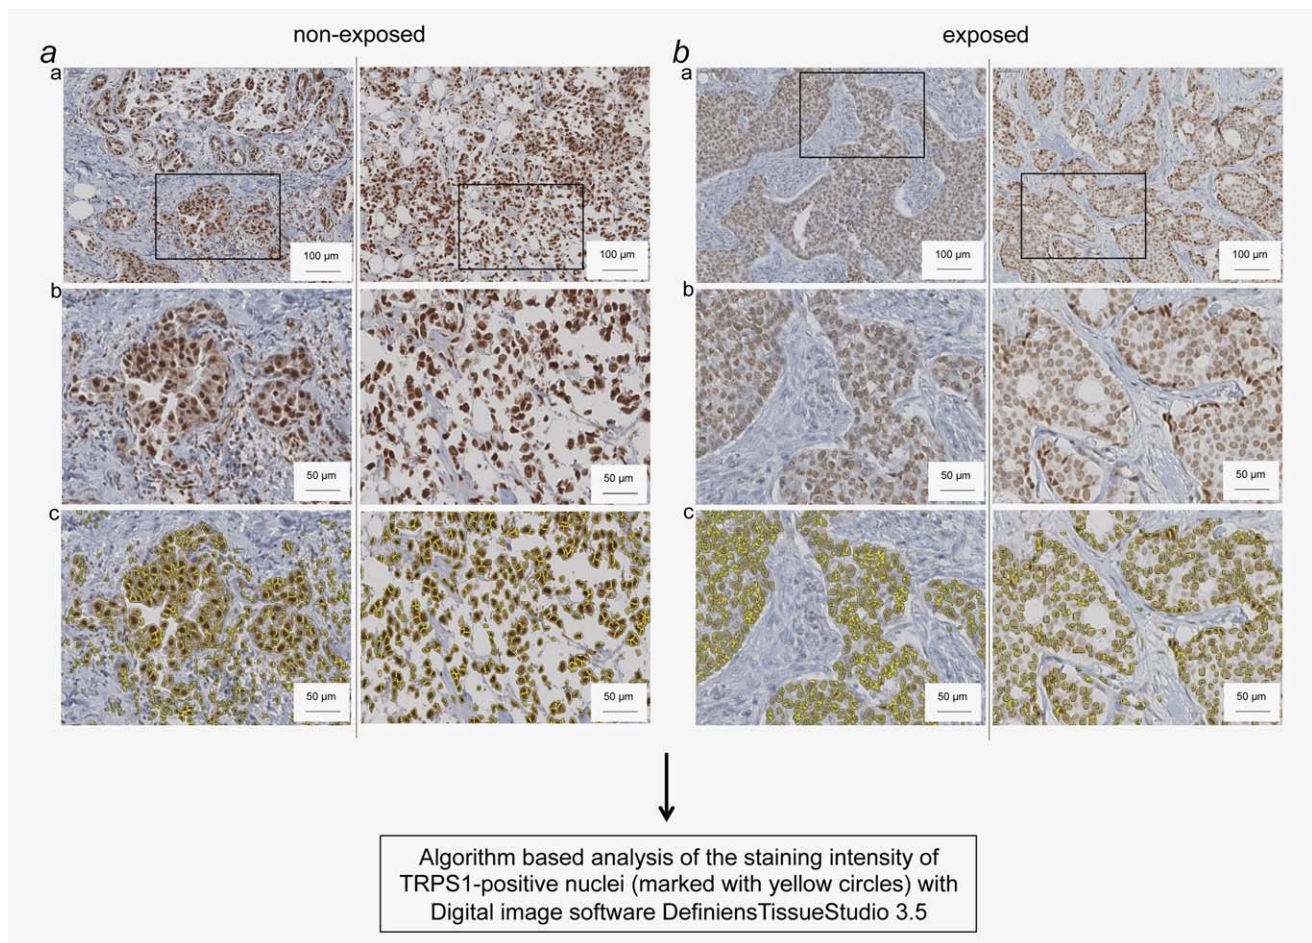 non-exposed
exposed
a
b
a
a
100 µm
100 µm
100 µm
100 µm
b
b
50 µm
50 µm
50 µm
50 µm
c
c
50 µm
50 µm
50 µm
50 µm
Algorithm based analysis of the staining intensity of
TRPS1-positive nuclei (marked with yellow circles) with
Digital image software DefiniensTissueStudio 3.5